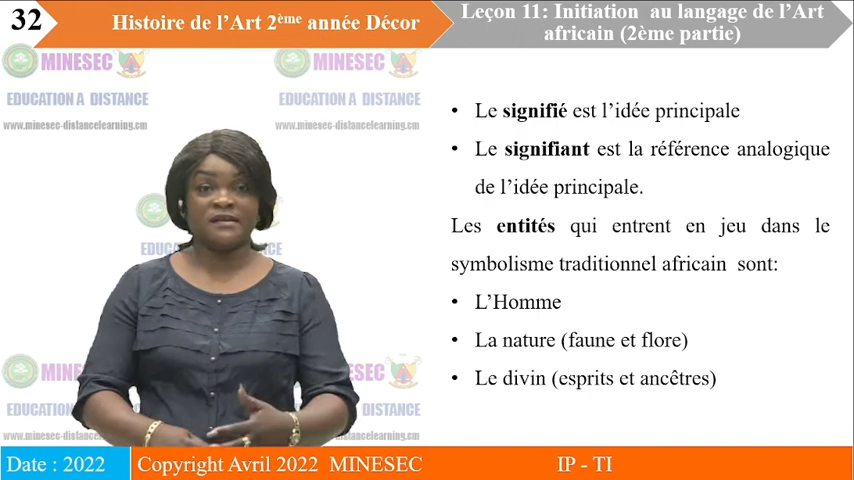 32
Histoire de l’Art 2ème année Décor
Leçon 11: Initiation au langage de l’Art
africain (2ème partie)
MINESEC
MINESEC
EDUCATION A DISTANCE
EDUCATION A DISTANCE
www.minesec-distancelearning.cm
www.minesec-distancelearning.cm
• Le signifié est l’idée principale
• Le signifiant est la référence analogique
de l’idée principale.
Les entités qui entrent en jeu dans le
symbolisme traditionnel africain sont:
• L’Homme
• La nature (faune et flore)
• Le divin (esprits et ancêtres)
Date : 2022
Copyright Avril 2022 MINESEC
IP - TI